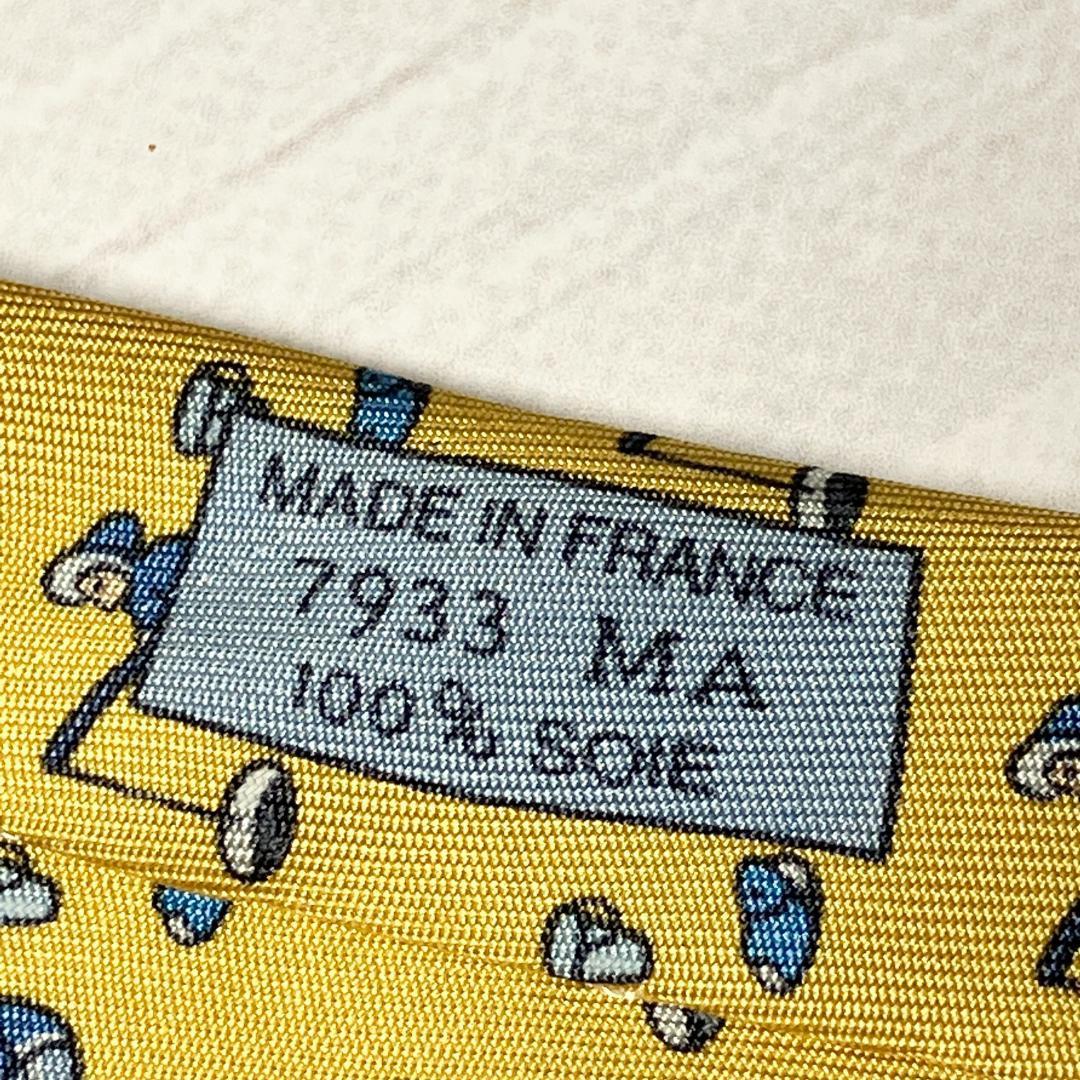 MADE IN FRANCE
7933 MA
100% SOIE